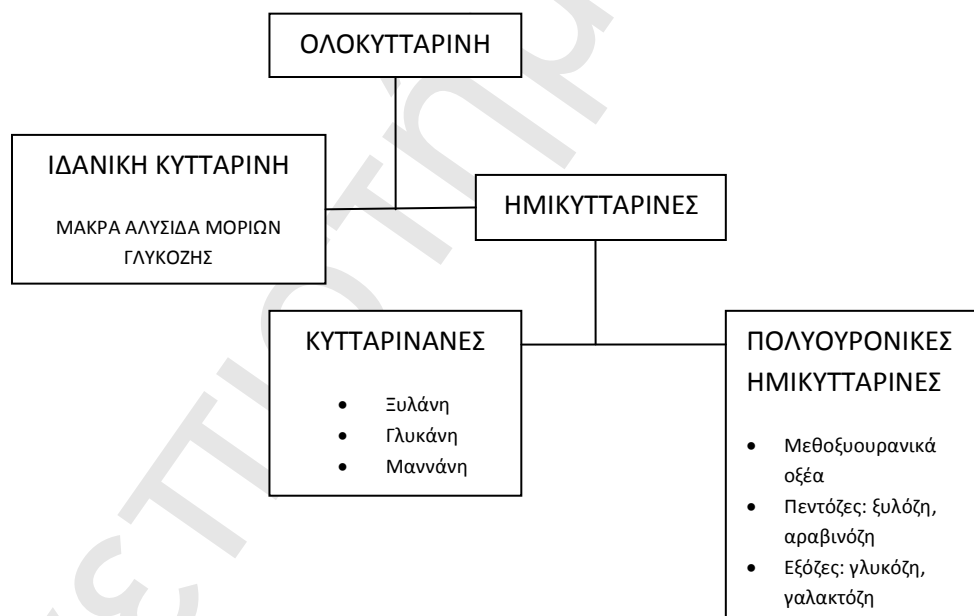 ΟΛΟΚΥΤΤΑΡΙΝΗ
ΙΔΑΝΙΚΗ ΚΥΤΤΑΡΙΝΗ
ΜΑΚΡΑ ΑΛΥΣΙΔΑ ΜΟΡΙΩΝ
ΓΛΥΚΟΖΗΣ
ΗΜΙΚΥΤΤΑΡΙΝΕΣ
ΚΥΤΤΑΡΙΝΑΝΕΣ
• Ξυλάνη
• Γλυκάνη
• Μαννάνη
ΠΟΛΥΟΥΡΟΝΙΚΕΣ
ΗΜΙΚΥΤΤΑΡΙΝΕΣ
• Μεθοξυουρανικά
οξέα
• Πεντόζες: ξυλόζη,
αραβινόζη
• Εξόζες: γλυκόζη,
γαλακτόζη